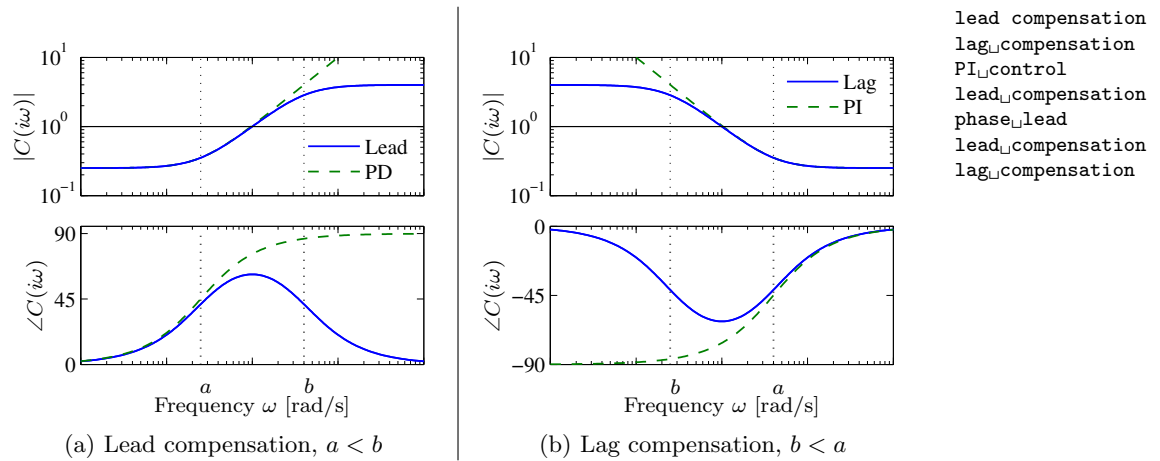 10^1
10^0
10^{-1}
|C(iω)|
Lead
PD
90
45
0
∠C(iω)
a
b
Frequency ω [rad/s]
(a) Lead compensation, a < b
10^1
10^0
10^{-1}
|C(iω)|
Lag
PI
0
−45
−90
∠C(iω)
b
a
Frequency ω [rad/s]
(b) Lag compensation, b < a
lead compensation
lag␣compensation
PI␣control
lead␣compensation
phase␣lead
lead␣compensation
lag␣compensation